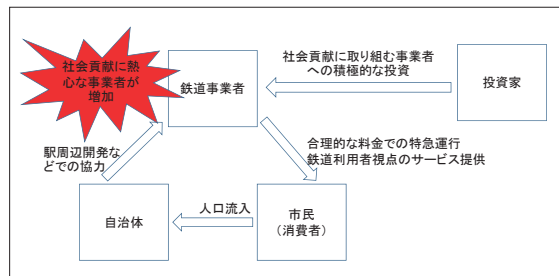 社会貢献に熱
心な事業者が
増加
鉄道事業者
社会貢献に取り組む事業者
への積極的な投資
投資家
駅周辺開発な
どでの協力
合理的な料金での特急運行
鉄道利用者視点のサービス提供
自治体
人口流入
市民
（消費者）